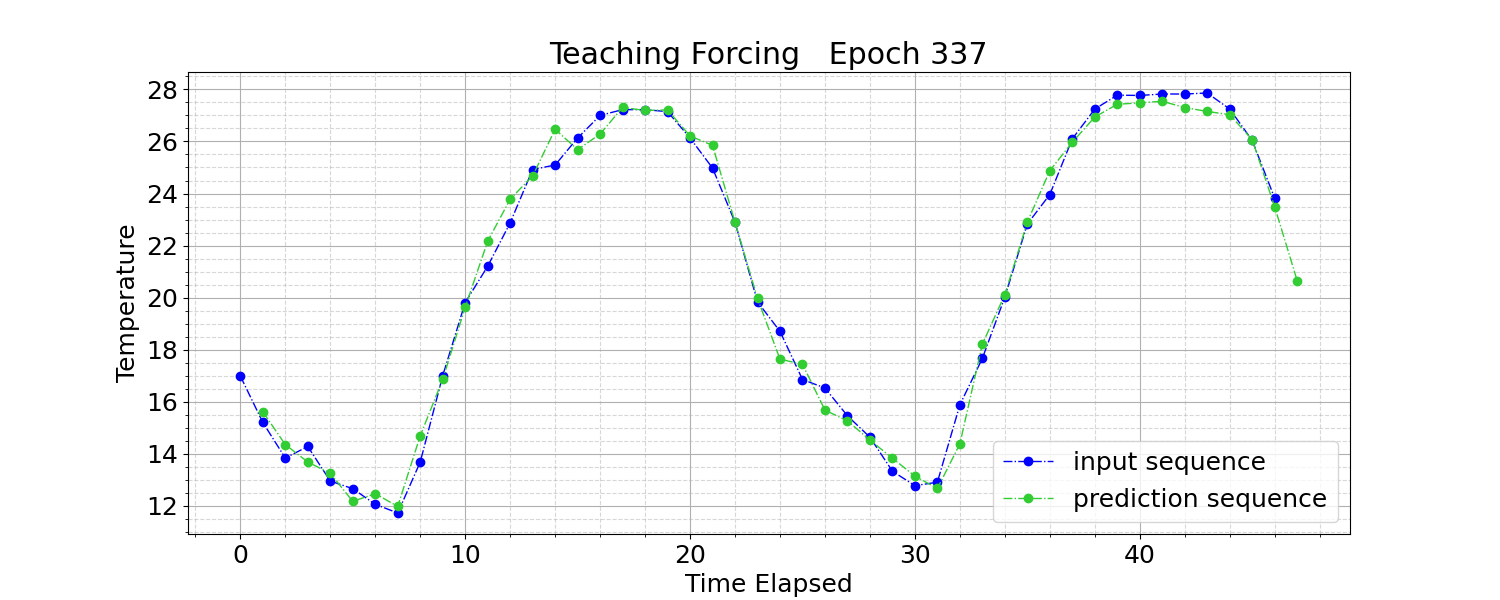 Teaching Forcing   Epoch 337
Temperature
28
26
24
22
20
18
16
14
12
input sequence
prediction sequence
0 10 20 30 40
Time Elapsed